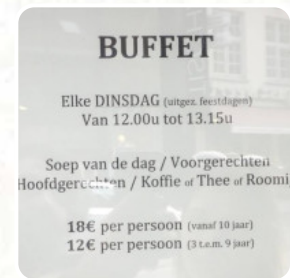 BUFFET
Elke DINSDAG (uitgez. feestdagen)
Van 12.00u tot 13.15u
Soep van de dag / Voorgerechten
Hoofdgerechten / Koffie of Thee of Roomij
18€ per persoon (vanaf 10 jaar)
12€ per persoon (3 t.e.m. 9 jaar)